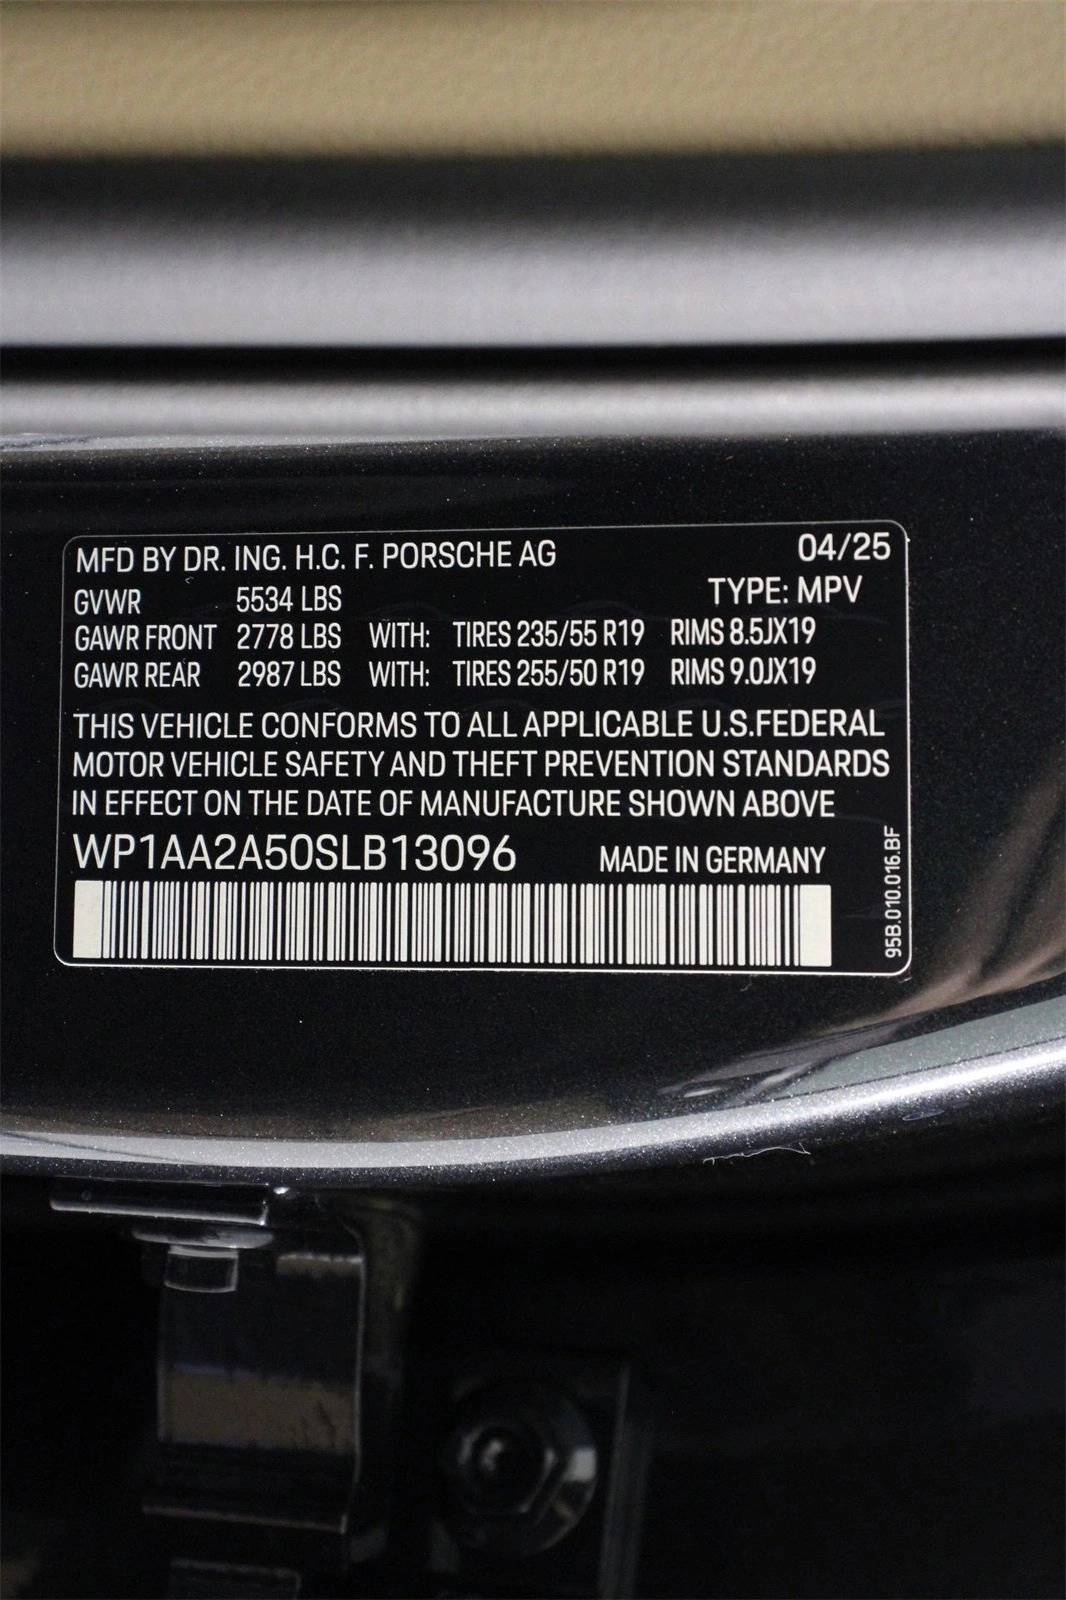 MFD BY DR. ING. H.C. F. PORSCHE AG 04/25
GVWR 5534 LBS TYPE: MPV
GAWR FRONT 2778 LBS WITH: TIRES 235/55 R19 RIMS 8.5JX19
GAWR REAR 2987 LBS WITH: TIRES 255/50 R19 RIMS 9.0JX19
THIS VEHICLE CONFORMS TO ALL APPLICABLE U.S.FEDERAL
MOTOR VEHICLE SAFETY AND THEFT PREVENTION STANDARDS
IN EFFECT ON THE DATE OF MANUFACTURE SHOWN ABOVE
WP1AA2A50SLB13096 MADE IN GERMANY
95B.010.016.BF